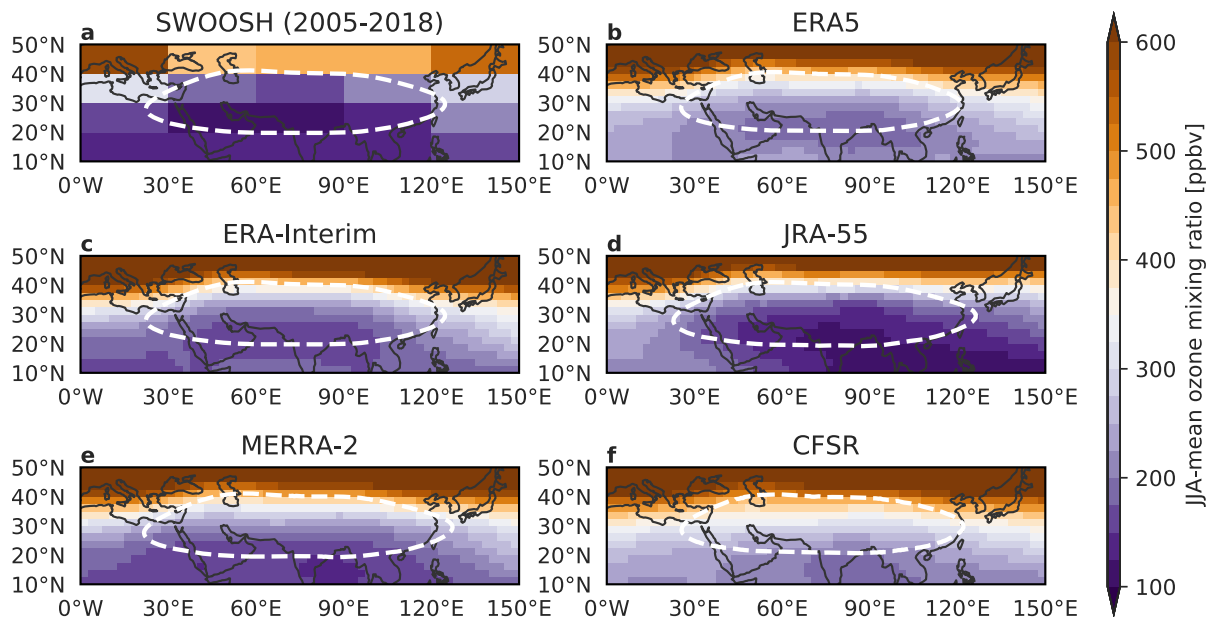 SWOOSH (2005-2018)
a
50°N
40°N
30°N
20°N
10°N
0°W 30°E 60°E 90°E 120°E 150°E
ERA5
b
50°N
40°N
30°N
20°N
10°N
0°W 30°E 60°E 90°E 120°E 150°E
ERA-Interim
c
50°N
40°N
30°N
20°N
10°N
0°W 30°E 60°E 90°E 120°E 150°E
JRA-55
d
50°N
40°N
30°N
20°N
10°N
0°W 30°E 60°E 90°E 120°E 150°E
MERRA-2
e
50°N
40°N
30°N
20°N
10°N
0°W 30°E 60°E 90°E 120°E 150°E
CFSR
f
50°N
40°N
30°N
20°N
10°N
0°W 30°E 60°E 90°E 120°E 150°E
600
500
400
300
200
100
JJA-mean ozone mixing ratio [ppbv]